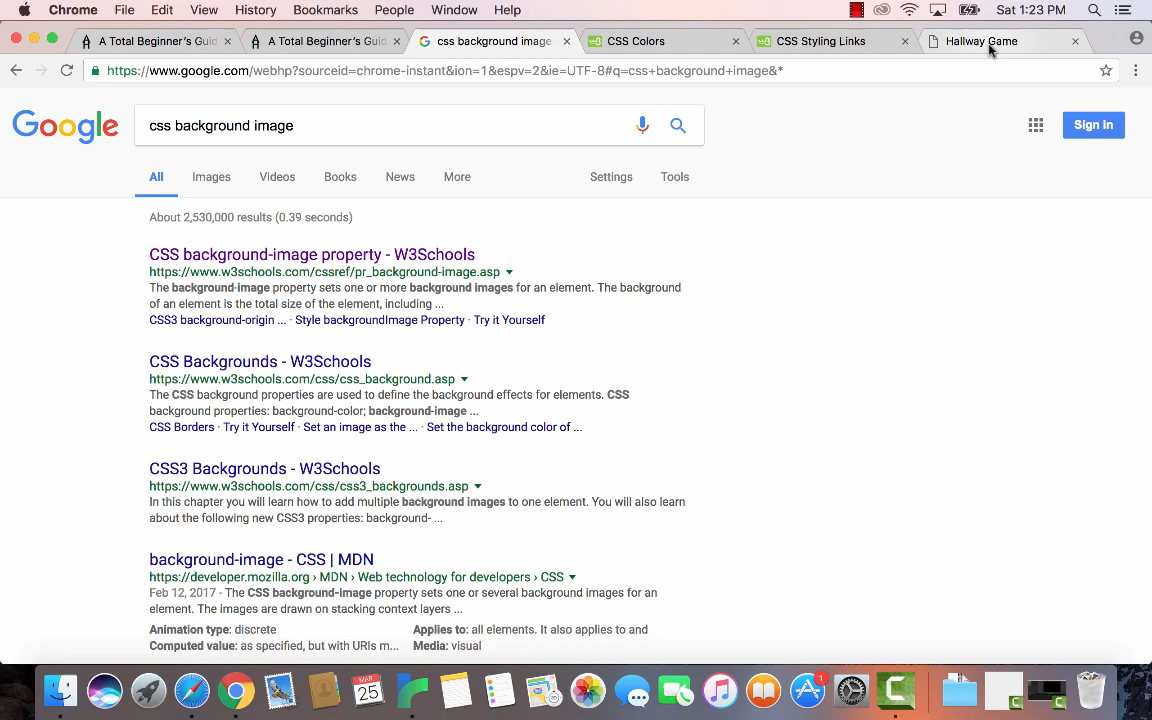 Chrome File Edit View History Bookmarks People Window Help Sat 1:23 PM
A Total Beginner's Guid A Total Beginner's Guid css background image CSS Colors CSS Styling Links Hallway Game
https://www.google.com/webhp?sourceid=chrome-instant&ion=1&espv=2&ie=UTF-8#q=css+background+image&*
Google css background image Sign in
All Images Videos Books News More Settings Tools
About 2,530,000 results (0.39 seconds)
CSS background-image property - W3Schools
https://www.w3schools.com/cssref/pr_background-image.asp
The background-image property sets one or more background images for an element. The background
of an element is the total size of the element, including ...
CSS3 background-origin ... · Style backgroundImage Property · Try it Yourself
CSS Backgrounds - W3Schools
https://www.w3schools.com/css/css_background.asp
The CSS background properties are used to define the background effects for elements. CSS
background properties: background-color; background-image ...
CSS Borders · Try it Yourself · Set an image as the ... · Set the background color of ...
CSS3 Backgrounds - W3Schools
https://www.w3schools.com/css/css3_backgrounds.asp
In this chapter you will learn how to add multiple background images to one element. You will also learn
about the following new CSS3 properties: background- ...
background-image - CSS | MDN
https://developer.mozilla.org › MDN › Web technology for developers › CSS
Feb 12, 2017 - The CSS background-image property sets one or several background images for an
element. The images are drawn on stacking context layers ...
Animation type: discrete Applies to: all elements. It also applies to and
Computed value: as specified, but with URIs m... Media: visual
MAR
25
1